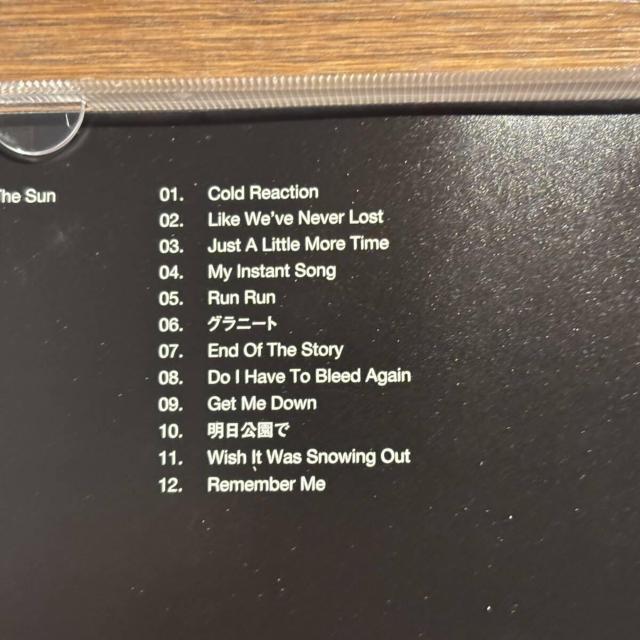 The Sun
01. Cold Reaction
02. Like We've Never Lost
03. Just A Little More Time
04. My Instant Song
05. Run Run
06. グラニート
07. End Of The Story
08. Do I Have To Bleed Again
09. Get Me Down
10. 明日公園で
11. Wish It Was Snowing Out
12. Remember Me